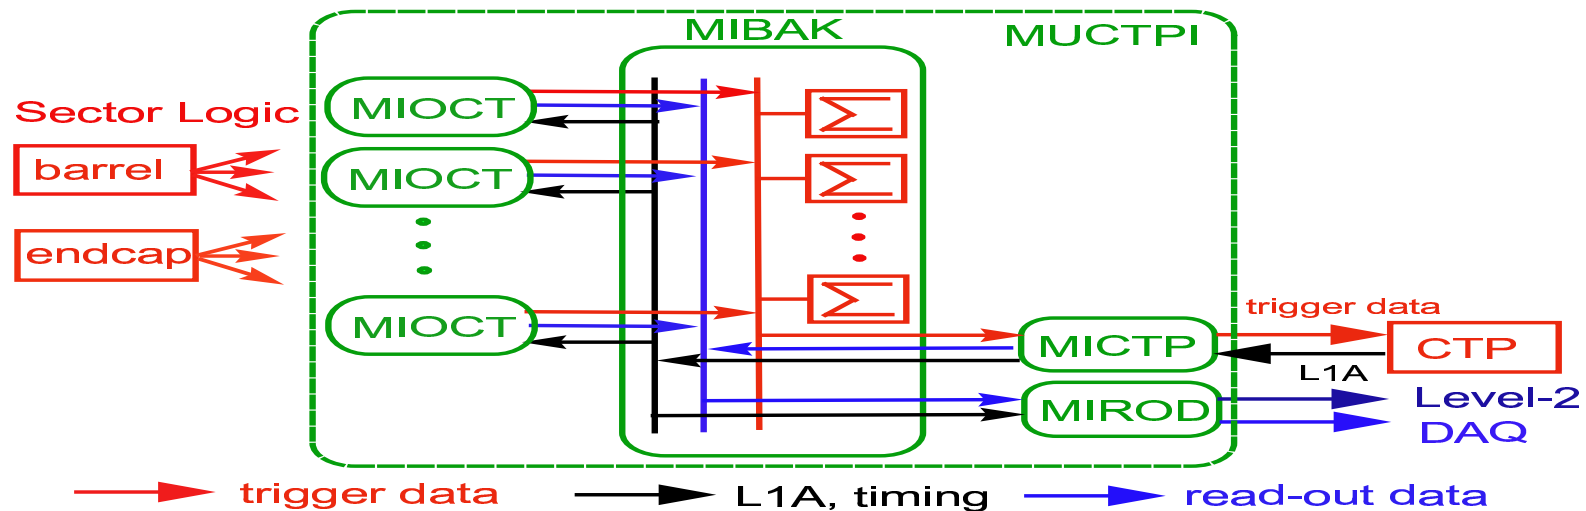 MIBAK
MUCTPI
Sector Logic
MIOCT
barrel
MIOCT
endcap
MIOCT
trigger data
MICTP
CTP
L1A
MIROD
Level-2
DAQ
trigger data
L1A, timing
read-out data
Σ
Σ
Σ